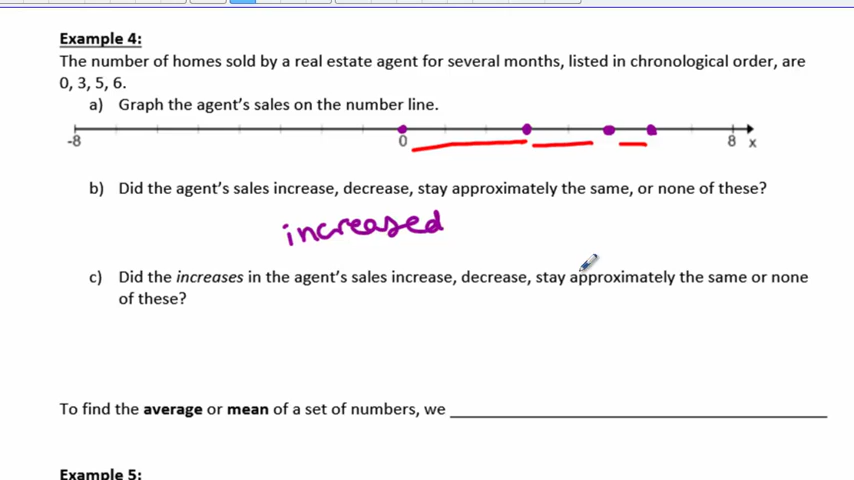 Example 4:
The number of homes sold by a real estate agent for several months, listed in chronological order, are
0, 3, 5, 6.
a) Graph the agent's sales on the number line.
-8 0 8 x
b) Did the agent's sales increase, decrease, stay approximately the same, or none of these?
increased
c) Did the increases in the agent's sales increase, decrease, stay approximately the same or none
of these?
To find the average or mean of a set of numbers, we ____________________
Example 5: